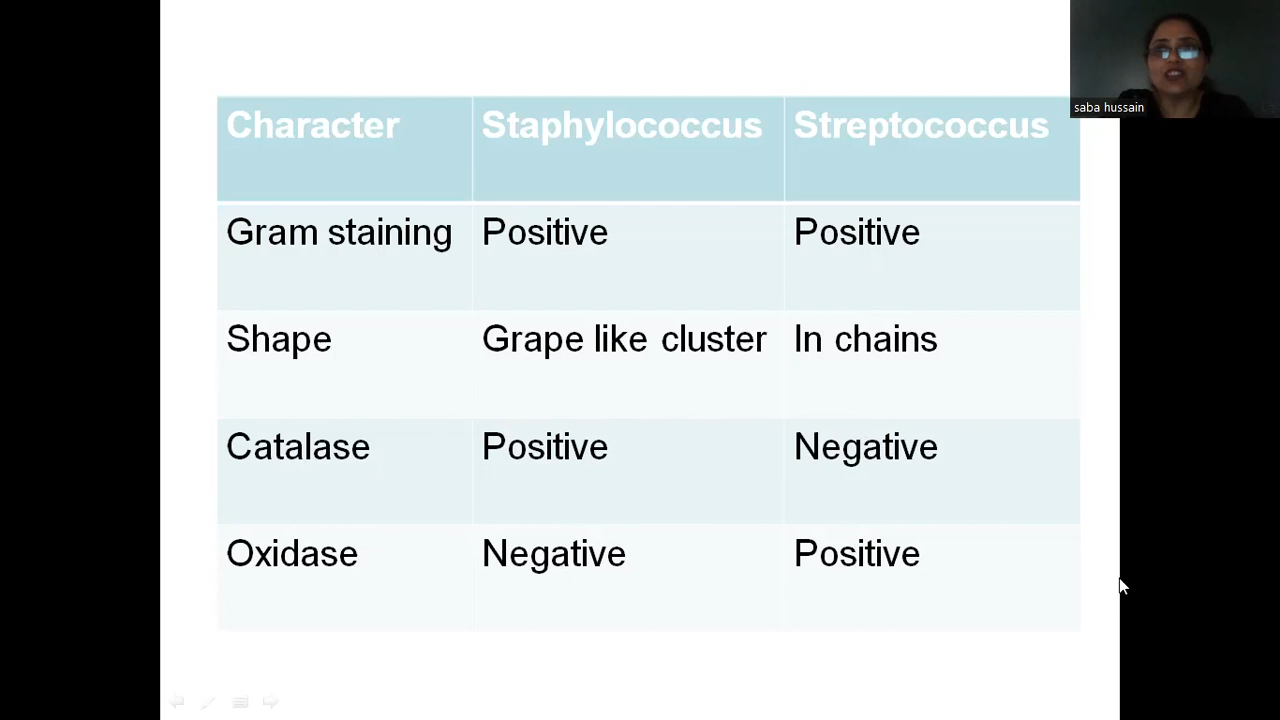 saba hussain
Character Staphylococcus Streptococcus
Gram staining Positive Positive
Shape Grape like cluster In chains
Catalase Positive Negative
Oxidase Negative Positive